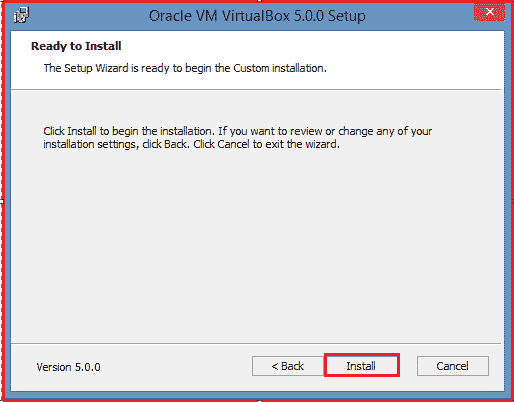 Oracle VM VirtualBox 5.0.0 Setup
Ready to Install
The Setup Wizard is ready to begin the Custom installation.
Click Install to begin the installation. If you want to review or change any of your
installation settings, click Back. Click Cancel to exit the wizard.
Version 5.0.0
< Back
Install
Cancel